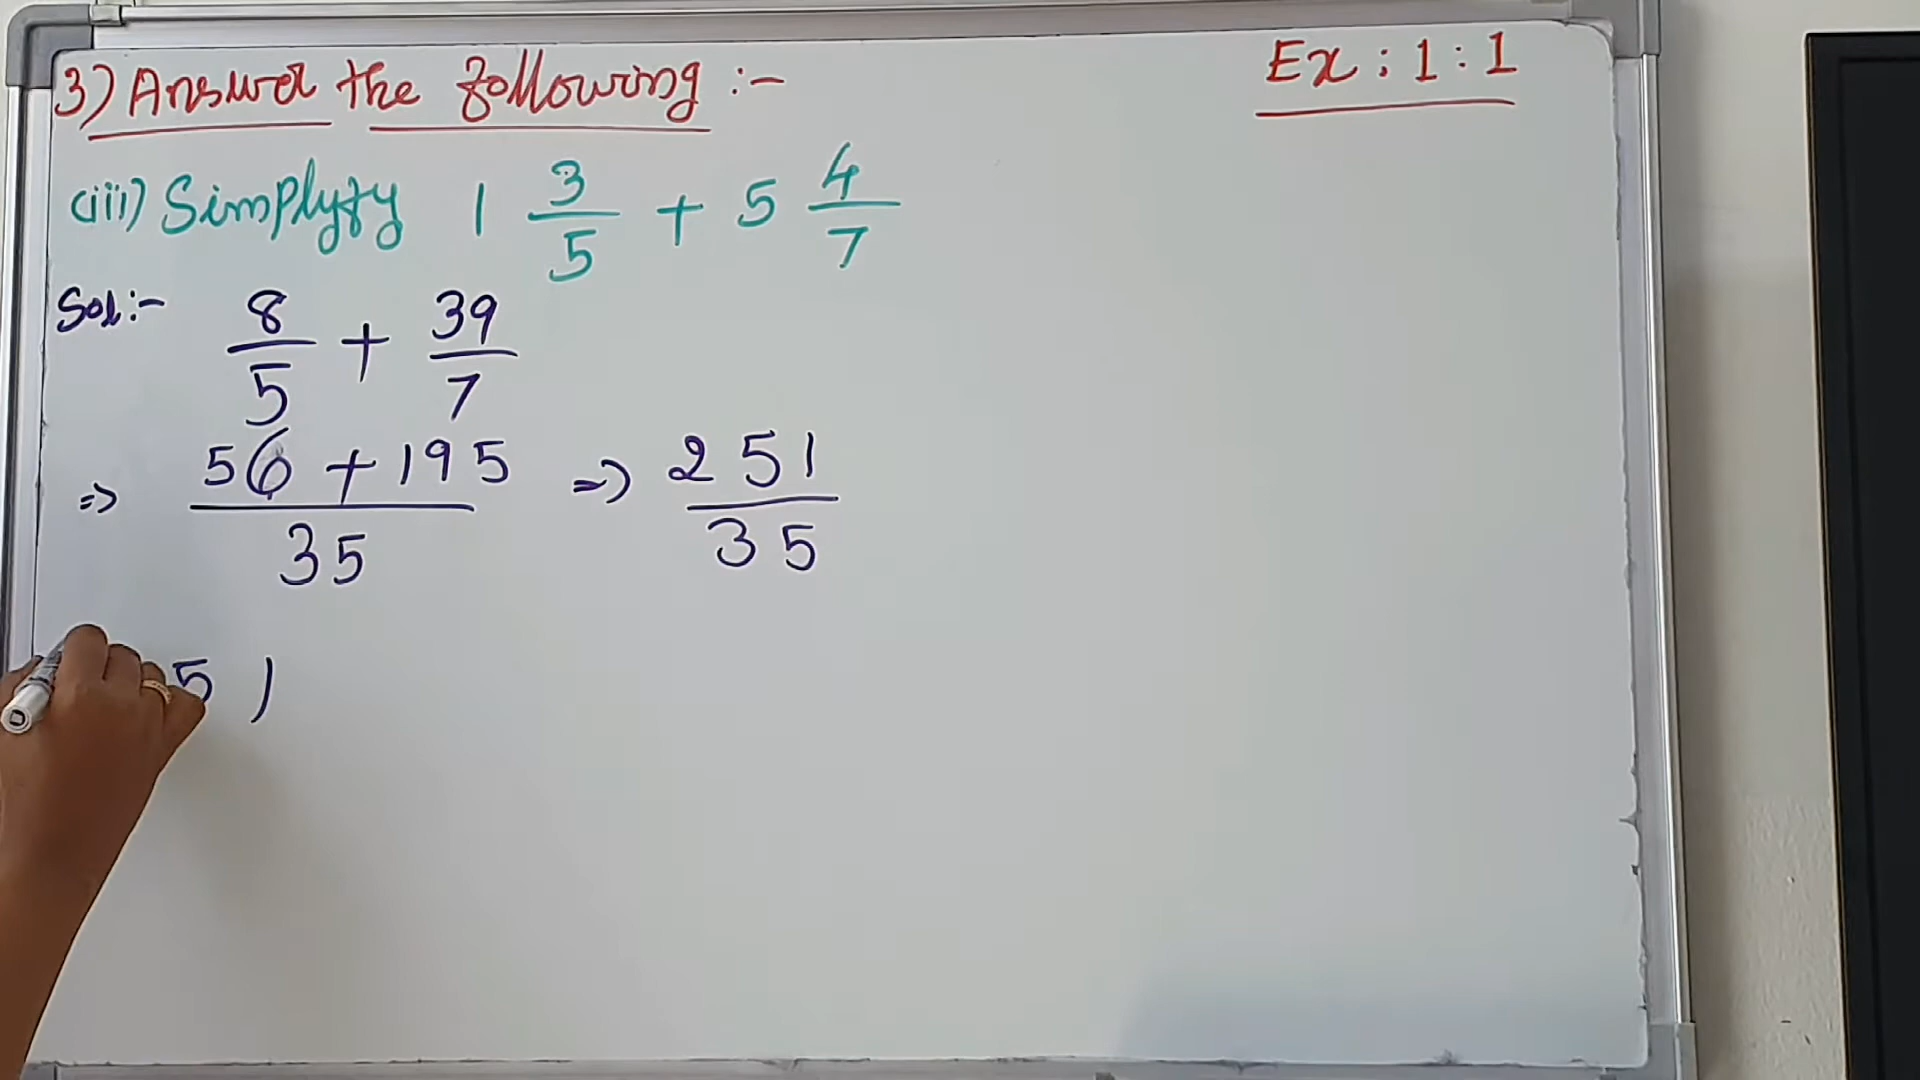 3) Answer the following :-
Ex : 1 : 1
(iii) Simplyfy 1 3/5 + 5 4/7
Sol:- 8/5 + 39/7
=> 56 + 195 / 35 => 251 / 35
5 )